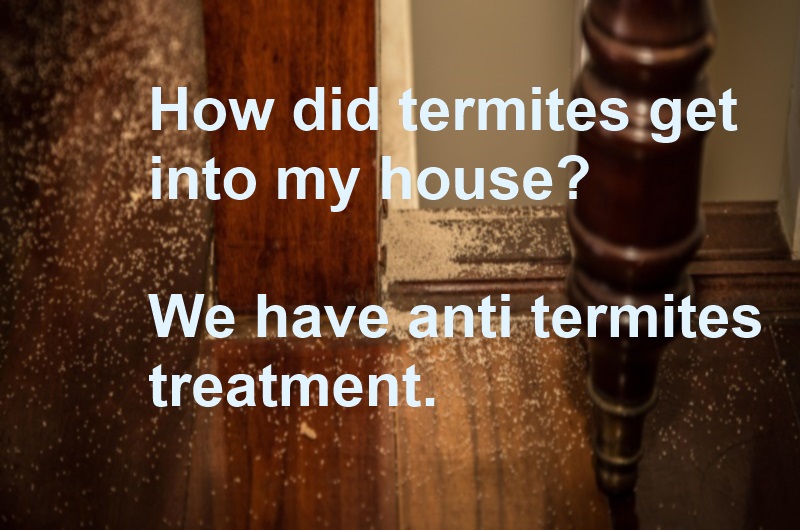 How did termites get
into my house?
We have anti termites
treatment.